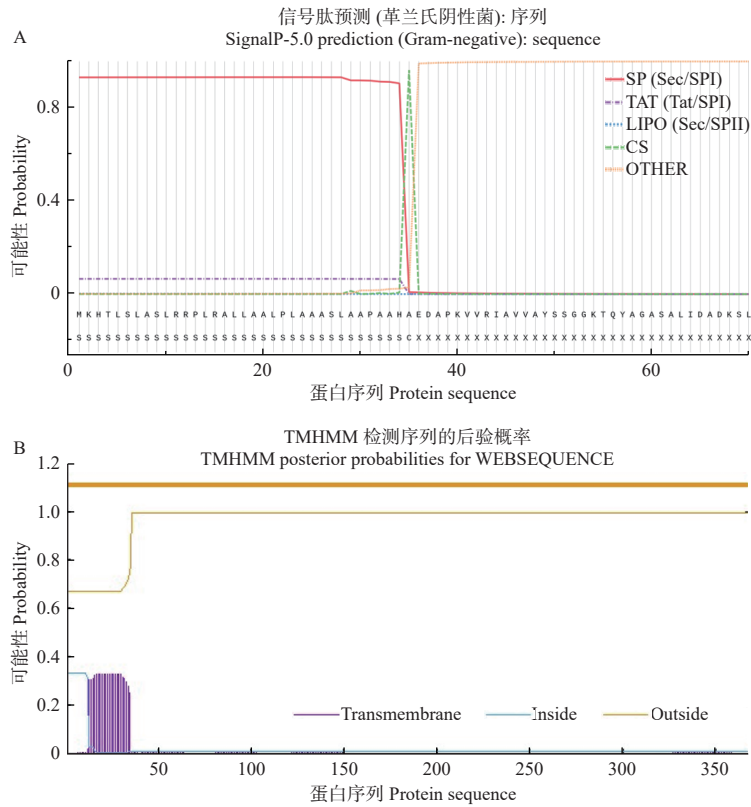 信号肽预测 (革兰氏阴性菌): 序列
A
SignalP-5.0 prediction (Gram-negative): sequence
SP (Sec/SPI)
TAT (Tat/SPI)
LIPO (Sec/SPII)
CS
OTHER
0.8
0.4
0
可能性 Probability
MKHTLSLASLRRPLRALLAALPLAAASLAAPAAHAEDAPKVVRIAVVAYSSGGKTQYAGASALIDADKSL
SSSSSSSSSSSSSSSSSSSSSSSSSSSSSSSSSSCXXXXXXXXXXXXXXXXXXXXXXXXXXXXXXXXXXX
0 20 40 60
蛋白序列 Protein sequence
TMHMM 检测序列的后验概率
B
TMHMM posterior probabilities for WEBSEQUENCE
1.2
1.0
0.8
0.6
0.4
0.2
0
可能性 Probability
Transmembrane Inside Outside
50 100 150 200 250 300 350
蛋白序列 Protein sequence